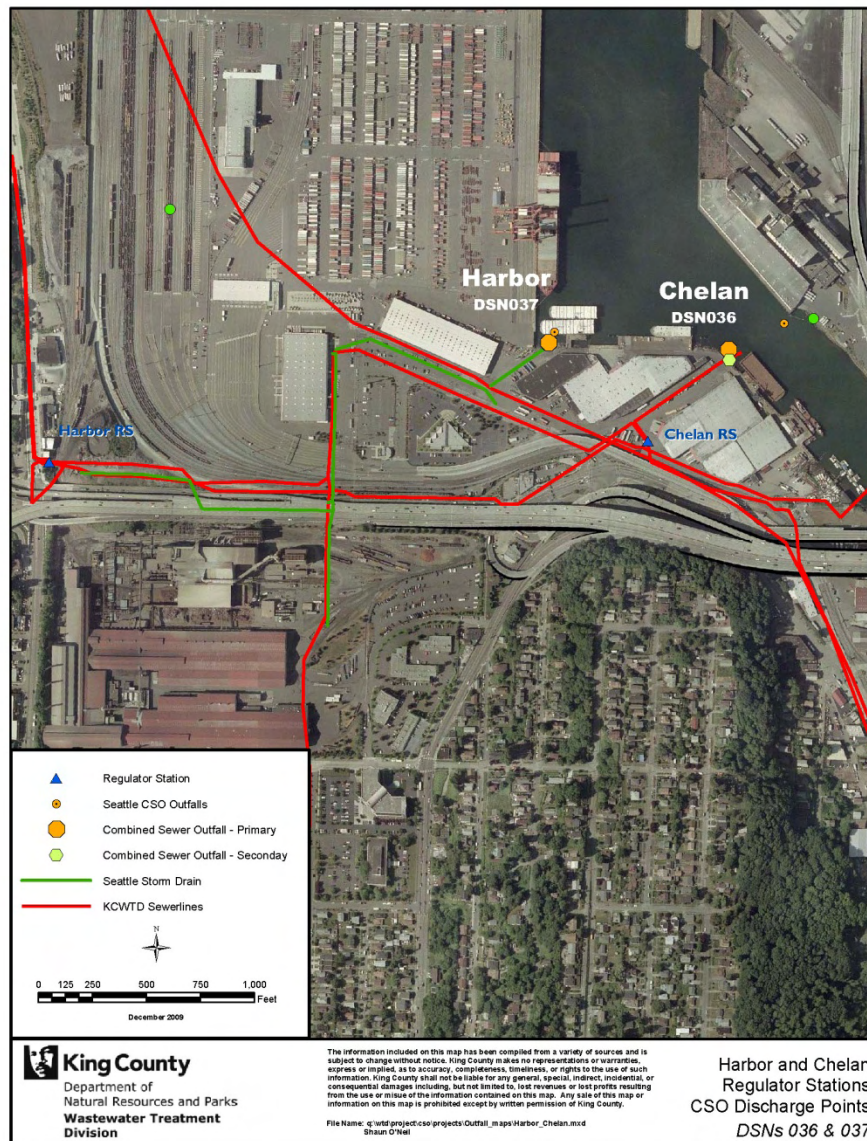 Harbor
DSN037
Chelan
DSN036
Harbor RS
Chelan RS
Regulator Station
Seattle CSO Outfalls
Combined Sewer Outfall - Primary
Combined Sewer Outfall - Seconday
Seattle Storm Drain
KCWTD Sewerlines
N
0 125 250 500 750 1,000
Feet
December 2009
King County
Department of
Natural Resources and Parks
Wastewater Treatment
Division
The information included on this map has been compiled from a variety of sources and is
subject to change without notice. King County makes no representations or warranties,
express or implied, as to accuracy, completeness, timeliness, or rights to the use of such
information. King County shall not be liable for any general, special, indirect, incidental, or
consequential damages including, but not limited to, lost revenues or lost profits resulting
from the use or misuse of the information contained on this map. Any sale of this map or
information on this map is prohibited except by written permission of King County.
File Name: q:\wtd\project\cso\projects\Outfall_maps\Harbor_Chelan.mxd
Shaun O'Neil
Harbor and Chelan
Regulator Stations
CSO Discharge Points
DSNs 036 & 037